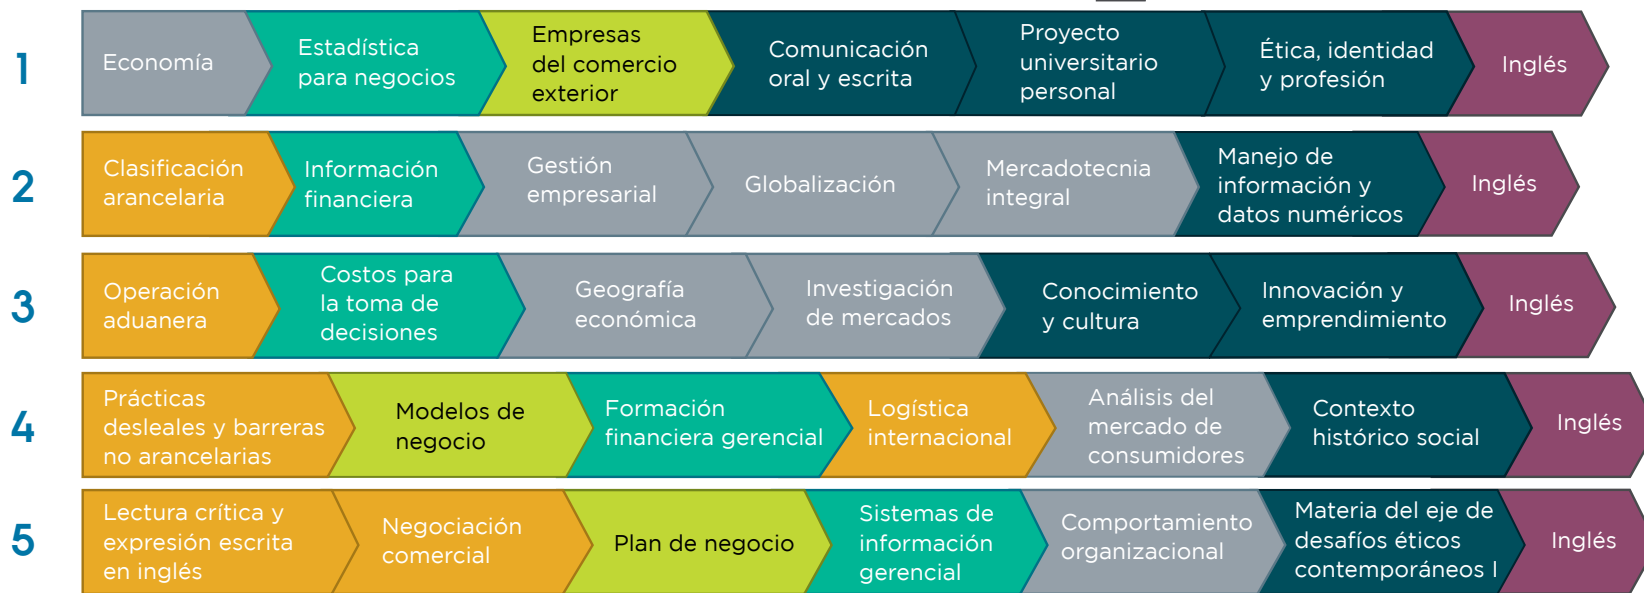 1
Economía
Estadística
para negocios
Empresas
del comercio
exterior
Comunicación
oral y escrita
Proyecto
universitario
personal
Ética, identidad
y profesión
Inglés
2
Clasificación
arancelaria
Información
financiera
Gestión
empresarial
Globalización
Mercadotecnia
integral
Manejo de
información y
datos numéricos
Inglés
3
Operación
aduanera
Costos para
la toma de
decisiones
Geografía
económica
Investigación
de mercados
Conocimiento
y cultura
Innovación y
emprendimiento
Inglés
4
Prácticas
desleales y barreras
no arancelarias
Modelos de
negocio
Formación
financiera gerencial
Logística
internacional
Análisis del
mercado de
consumidores
Contexto
histórico social
Inglés
5
Lectura crítica y
expresión escrita
en inglés
Negociación
comercial
Plan de negocio
Sistemas de
información
gerencial
Comportamiento
organizacional
Materia del eje de
desafíos éticos
contemporáneos I
Inglés